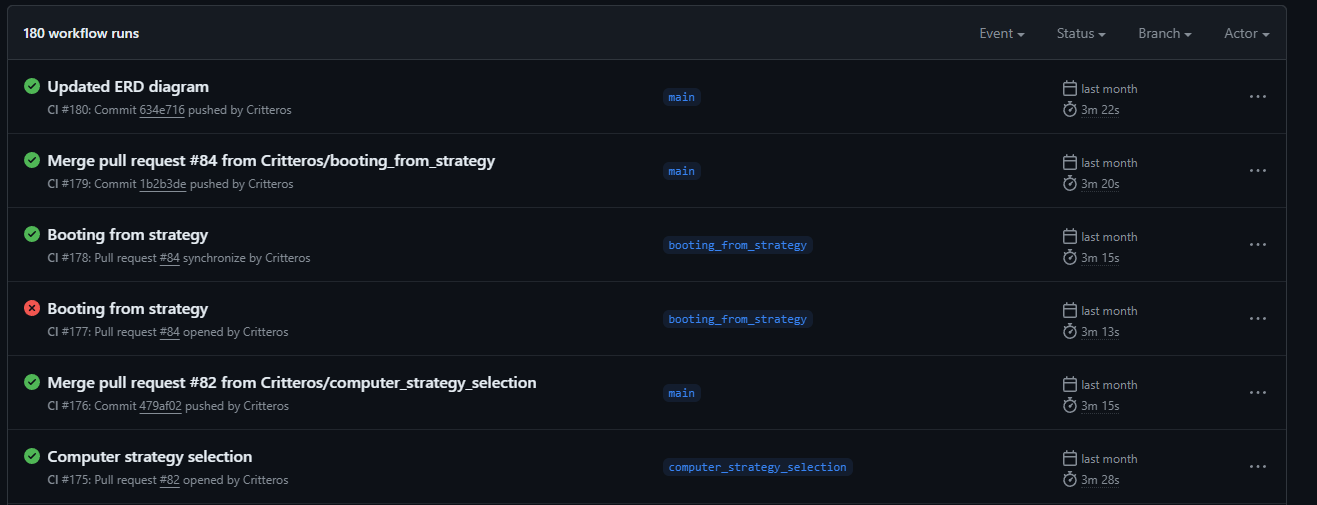 180 workflow runs
Event
Status
Branch
Actor
Updated ERD diagram
CI #180: Commit 634e716 pushed by Critteros
main
last month
3m 22s
Merge pull request #84 from Critteros/booting_from_strategy
CI #179: Commit 1b2b3de pushed by Critteros
main
last month
3m 20s
Booting from strategy
CI #178: Pull request #84 synchronize by Critteros
booting_from_strategy
last month
3m 15s
Booting from strategy
CI #177: Pull request #84 opened by Critteros
booting_from_strategy
last month
3m 13s
Merge pull request #82 from Critteros/computer_strategy_selection
CI #176: Commit 479af02 pushed by Critteros
main
last month
3m 15s
Computer strategy selection
CI #175: Pull request #82 opened by Critteros
computer_strategy_selection
last month
3m 28s